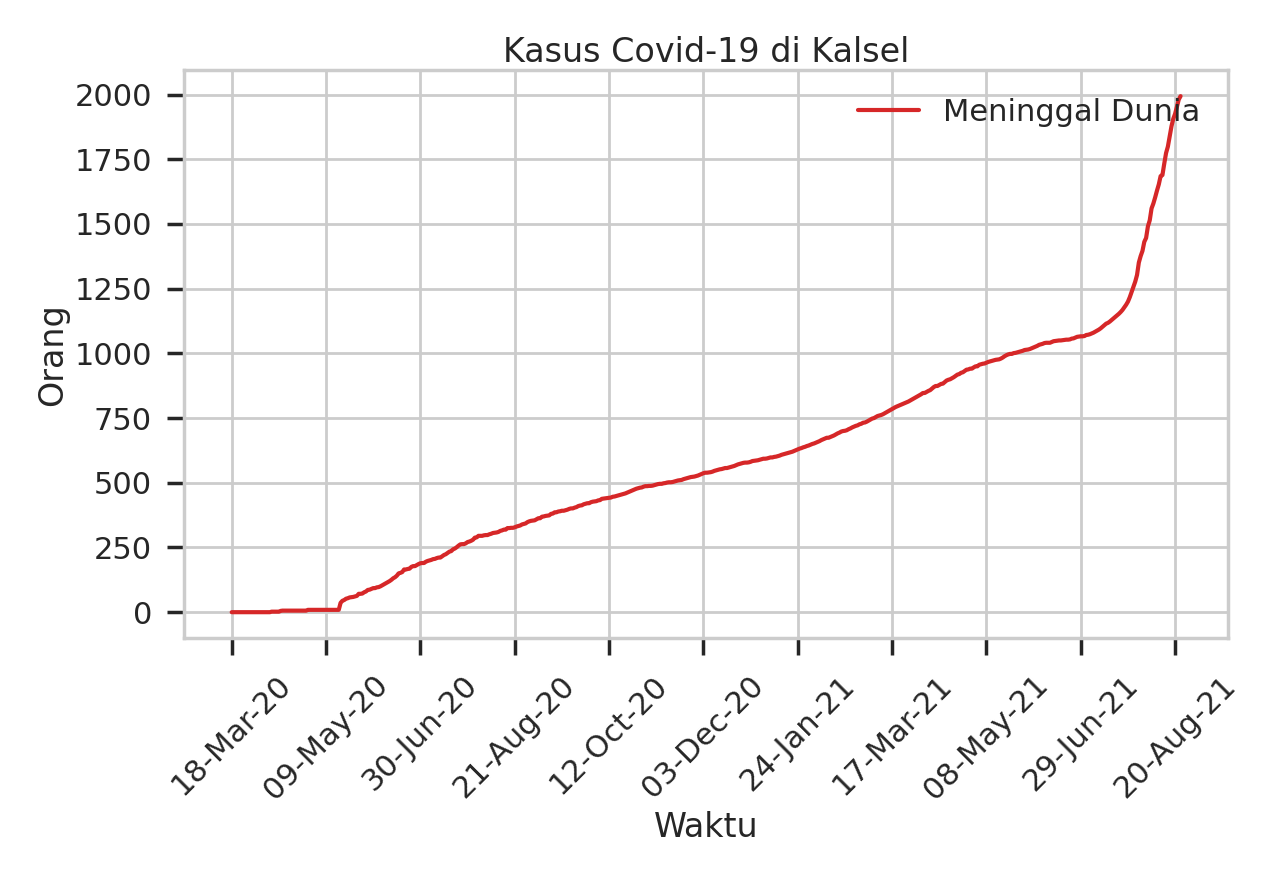 Kasus Covid-19 di Kalsel
Meninggal Dunia
Orang
2000
1750
1500
1250
1000
750
500
250
0
18-Mar-20
09-May-20
30-Jun-20
21-Aug-20
12-Oct-20
03-Dec-20
24-Jan-21
17-Mar-21
08-May-21
29-Jun-21
20-Aug-21
Waktu